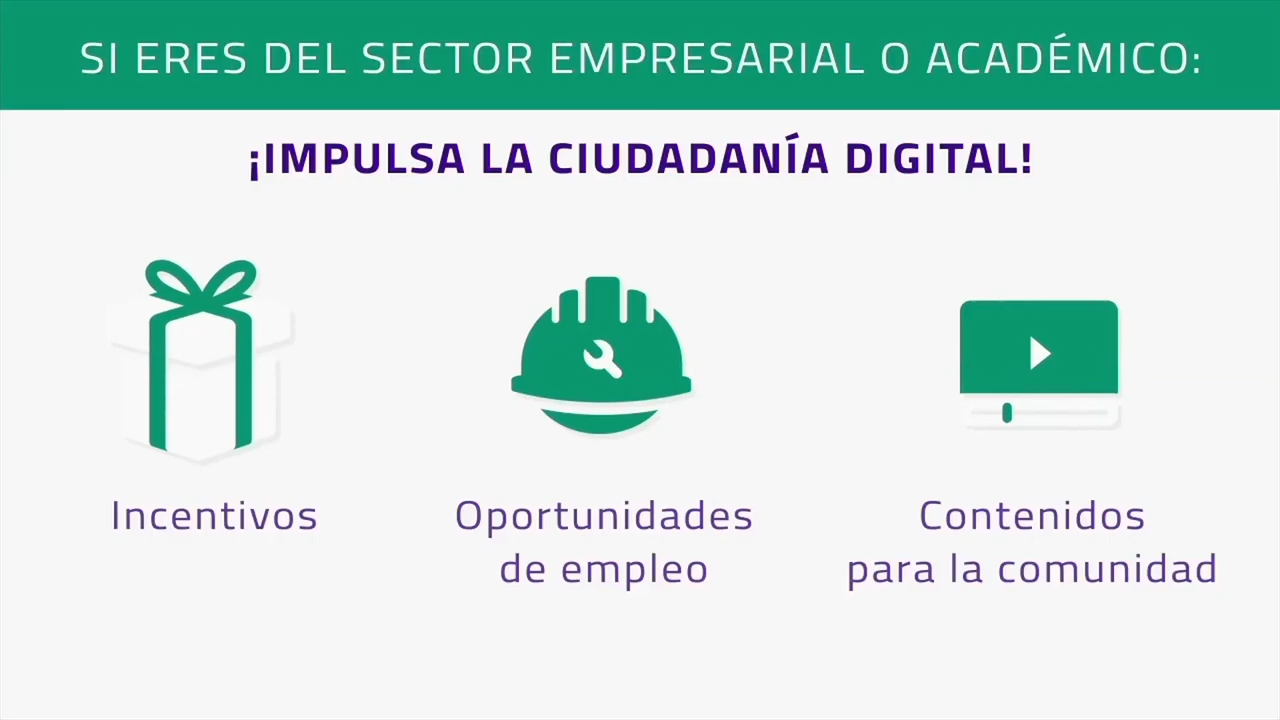 SI ERES DEL SECTOR EMPRESARIAL O ACADÉMICO:
¡IMPULSA LA CIUDADANÍA DIGITAL!
Incentivos
Oportunidades
de empleo
Contenidos
para la comunidad